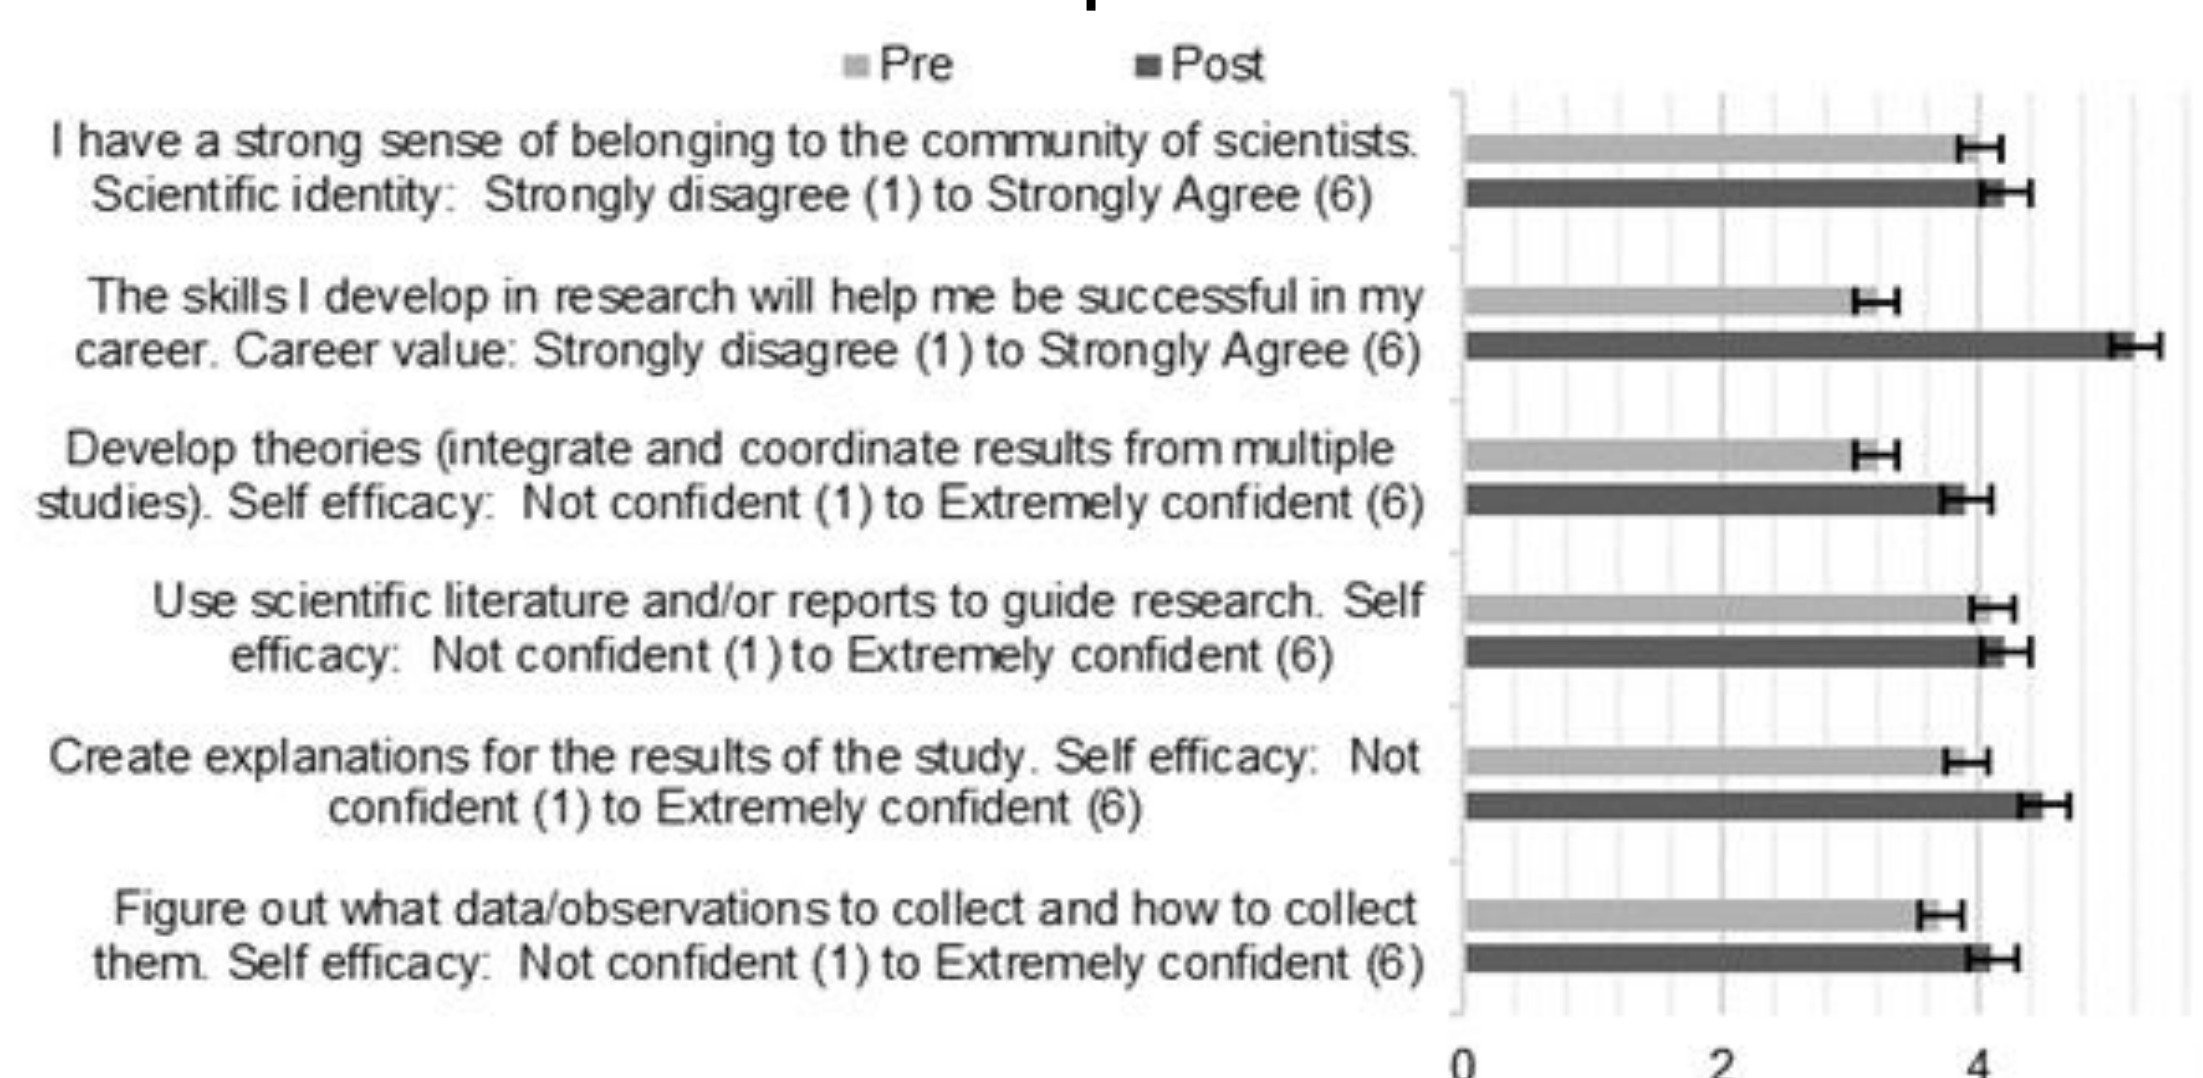 Pre Post
I have a strong sense of belonging to the community of scientists.
Scientific identity: Strongly disagree (1) to Strongly Agree (6)
The skills I develop in research will help me be successful in my
career. Career value: Strongly disagree (1) to Strongly Agree (6)
Develop theories (integrate and coordinate results from multiple
studies). Self efficacy: Not confident (1) to Extremely confident (6)
Use scientific literature and/or reports to guide research. Self
efficacy: Not confident (1) to Extremely confident (6)
Create explanations for the results of the study. Self efficacy: Not
confident (1) to Extremely confident (6)
Figure out what data/observations to collect and how to collect
them. Self efficacy: Not confident (1) to Extremely confident (6)
0 2 4